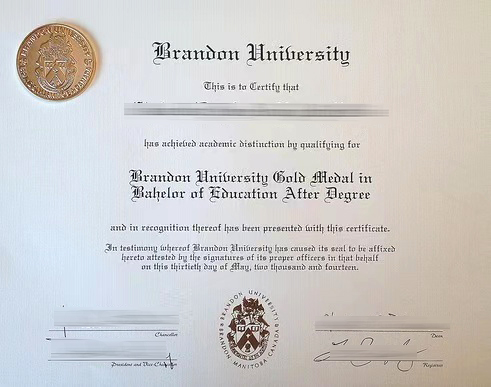 Brandon University
This is to Certify that
has achieved academic distinction by qualifying for
Brandon University Gold Medal in
Bahelor of Education After Degree
and in recognition thereof has been presented with this certificate.
In testimony whereof Brandon University has caused its seal to be affixed
hereto attested by the signatures of its proper officers in that behalf
on this thirtieth day of May, two thousand and fourteen.
BRANDON UNIVERSITY
BRANDON MANITOBA CANADA
Chancellor
Dean
President and Vice Chancellor
Registrar